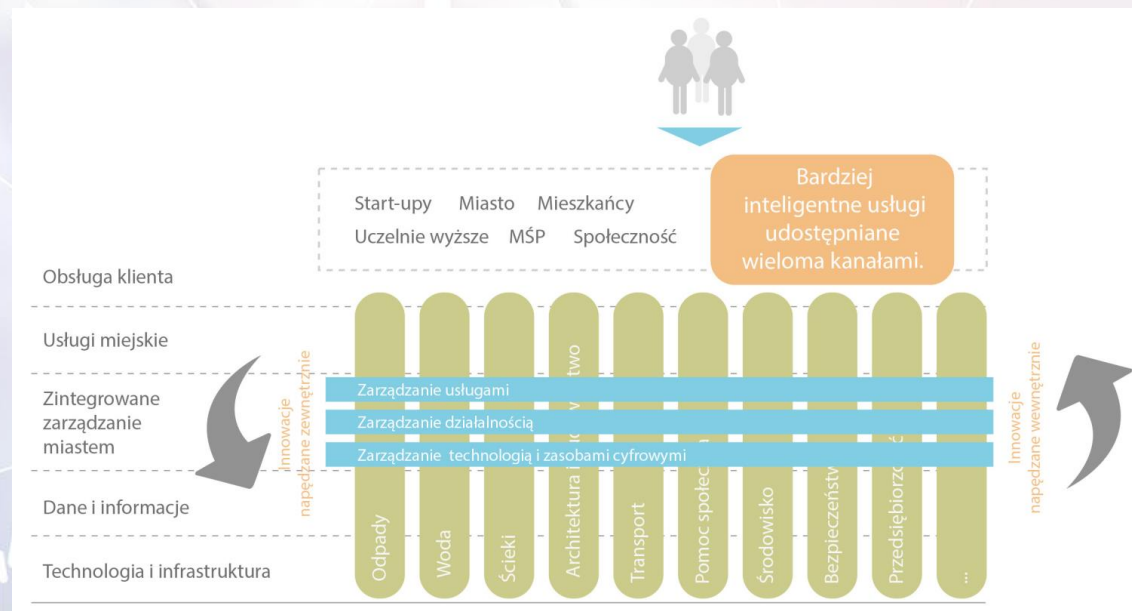 Start-upy Miasto Mieszkańcy
Uczelnie wyższe MŚP Społeczność
Bardziej
inteligentne usługi
udostępniane
wieloma kanałami.
Obsługa klienta
Usługi miejskie
Zintegrowane
zarządzanie
miastem
Dane i informacje
Technologia i infrastruktura
Innowacje
napędzane zewnętrznie
Zarządzanie usługami
Zarządzanie działalnością
Zarządzanie technologią i zasobami cyfrowymi
Odpady
Woda
Ścieki
Architektura i
Transport
Pomoc
Środowisko
...
Innowacje
napędzane wewnętrznie